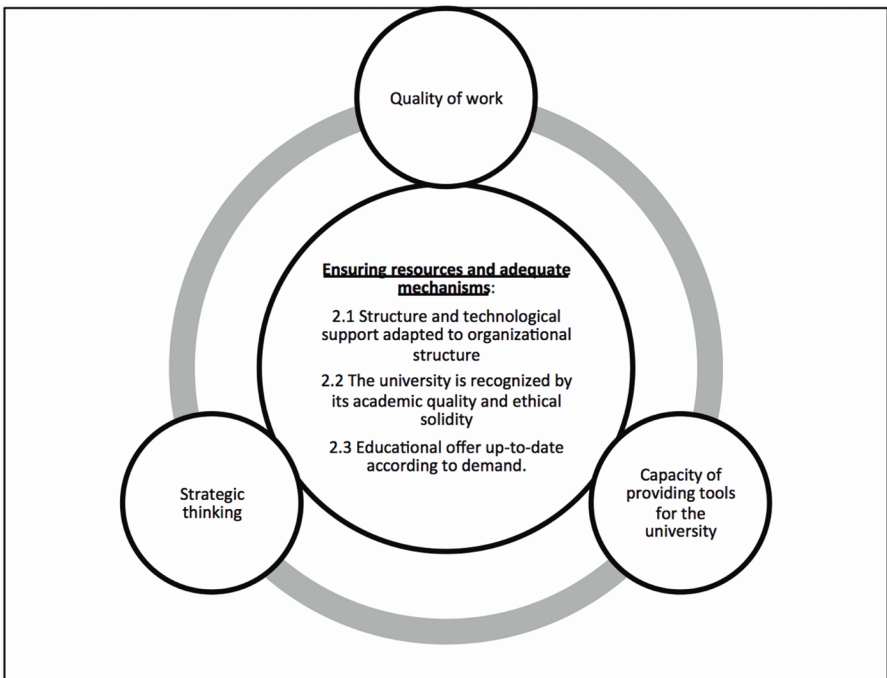 Quality of work
Ensuring resources and adequate
mechanisms:
2.1 Structure and technological
support adapted to organizational
structure
2.2 The university is recognized by
its academic quality and ethical
solidity
2.3 Educational offer up-to-date
according to demand.
Strategic
thinking
Capacity of
providing tools
for the
university